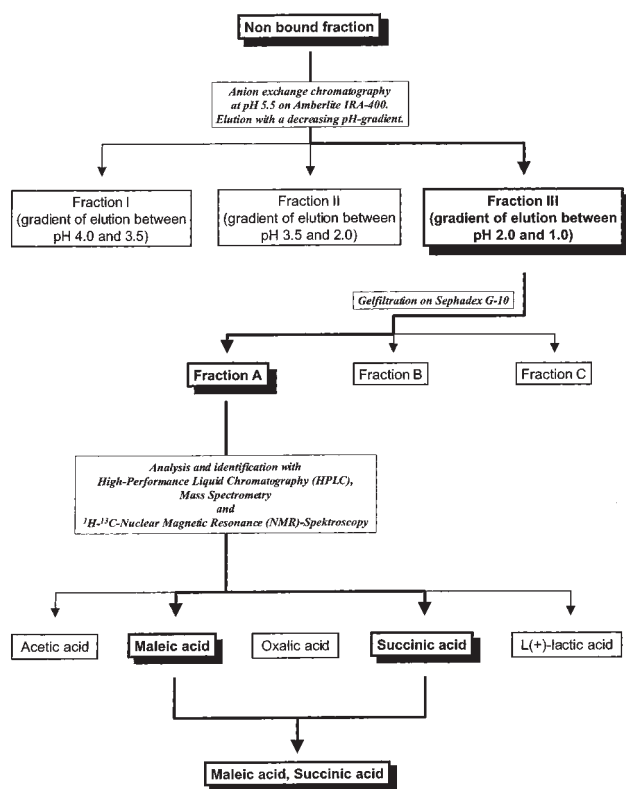 Non bound fraction
Anion exchange chromatography
at pH 5.5 on Amberlite IRA-400.
Elution with a decreasing pH-gradient.
Fraction I
(gradient of elution between
pH 4.0 and 3.5)
Fraction II
(gradient of elution between
pH 3.5 and 2.0)
Fraction III
(gradient of elution between
pH 2.0 and 1.0)
Gelfiltration on Sephadex G-10
Fraction A
Fraction B
Fraction C
Analysis and identification with
High-Performance Liquid Chromatography (HPLC),
Mass Spectrometry
and
¹H-¹³C-Nuclear Magnetic Resonance (NMR)-Spektroscopy
Acetic acid
Maleic acid
Oxalic acid
Succinic acid
L(+)-lactic acid
Maleic acid, Succinic acid